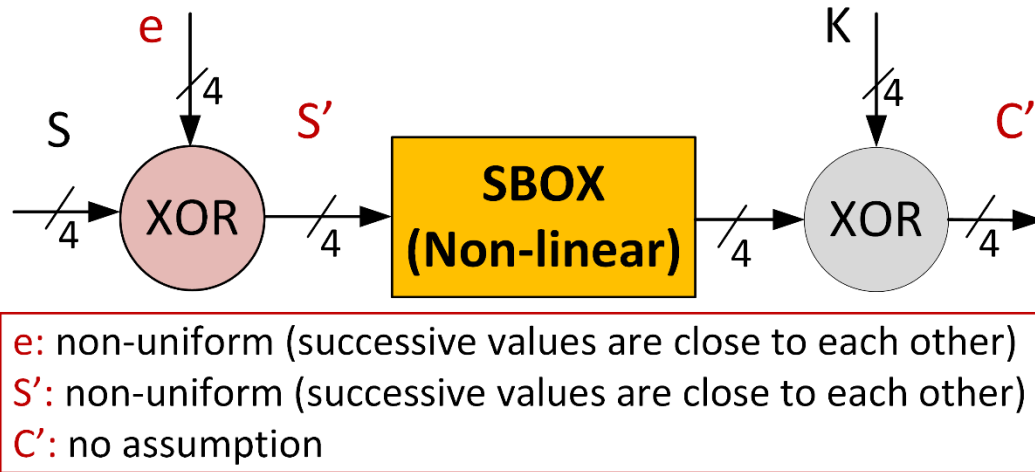 e
K
4
4
S
S’
C’
XOR
SBOX
(Non-linear)
XOR
4
4
4
4
e: non-uniform (successive values are close to each other)
S’: non-uniform (successive values are close to each other)
C’: no assumption